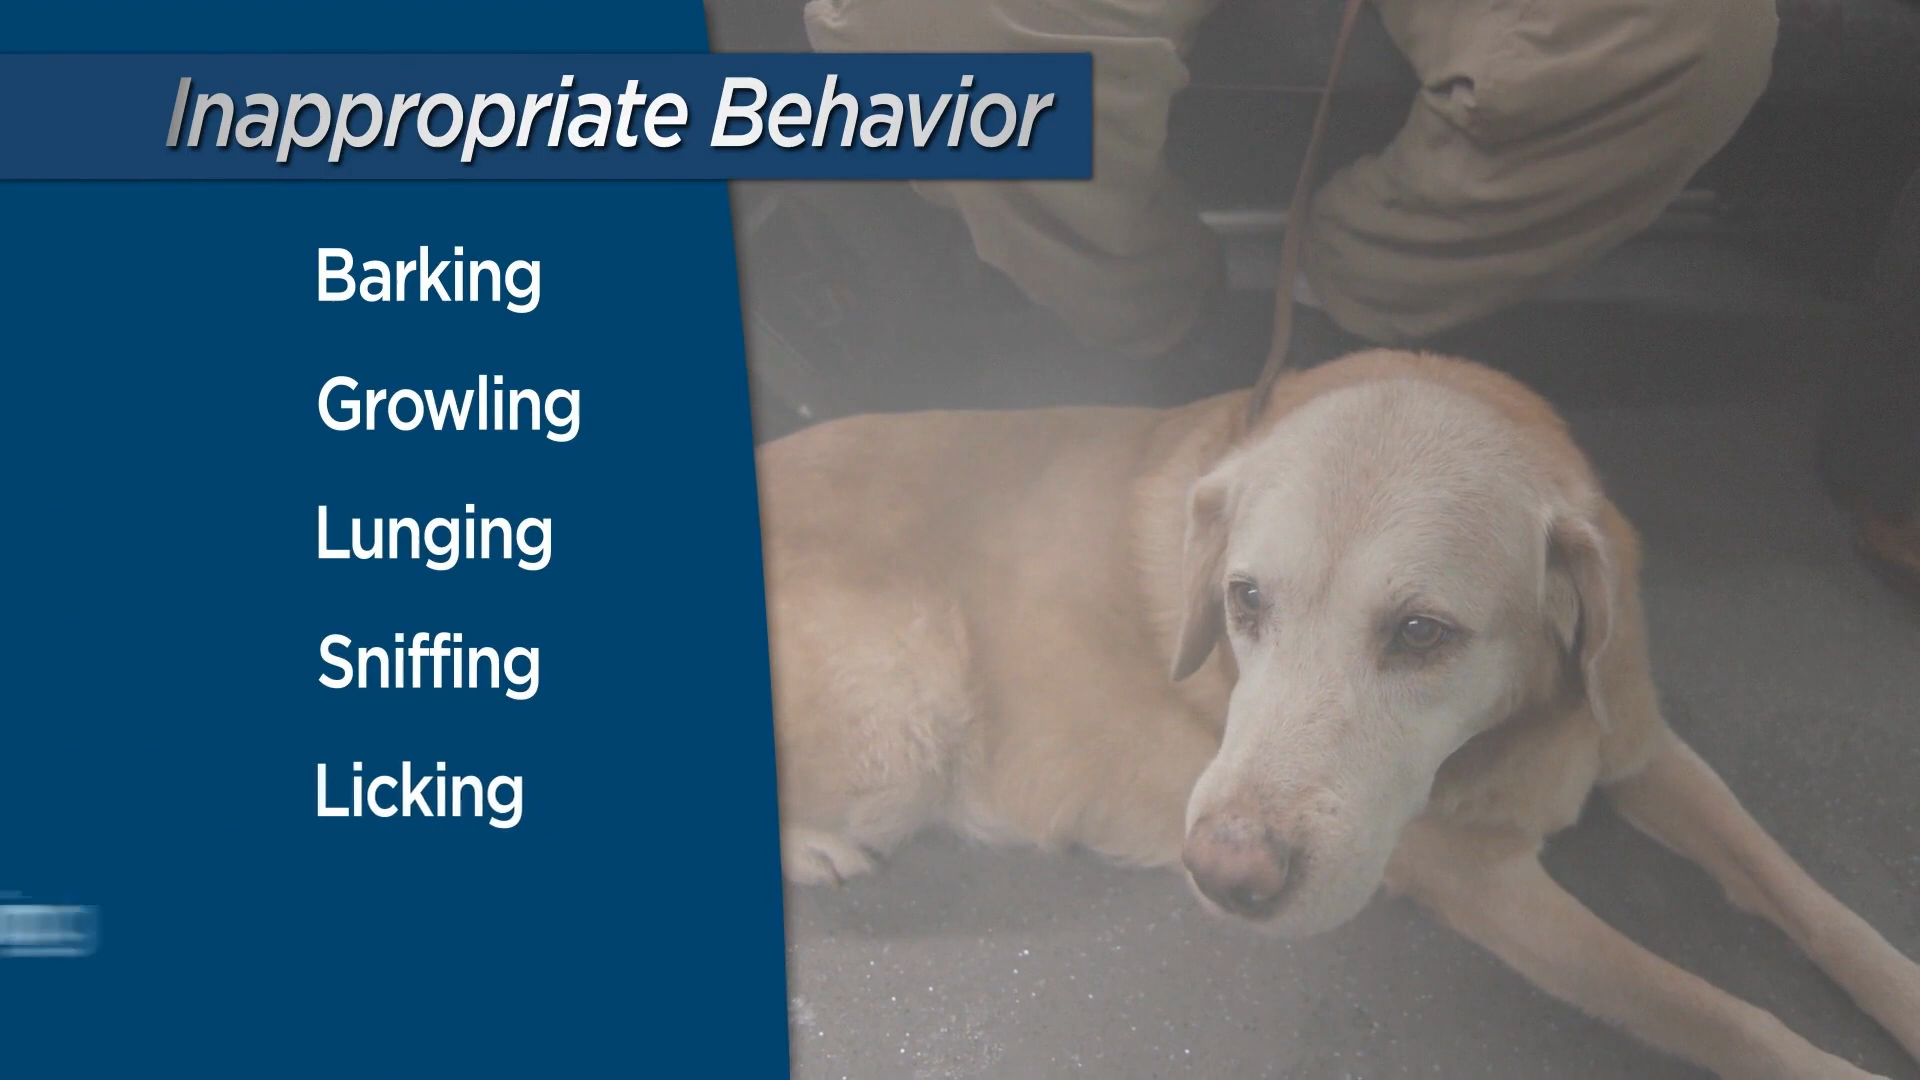 Inappropriate Behavior
Barking
Growling
Lunging
Sniffing
Licking